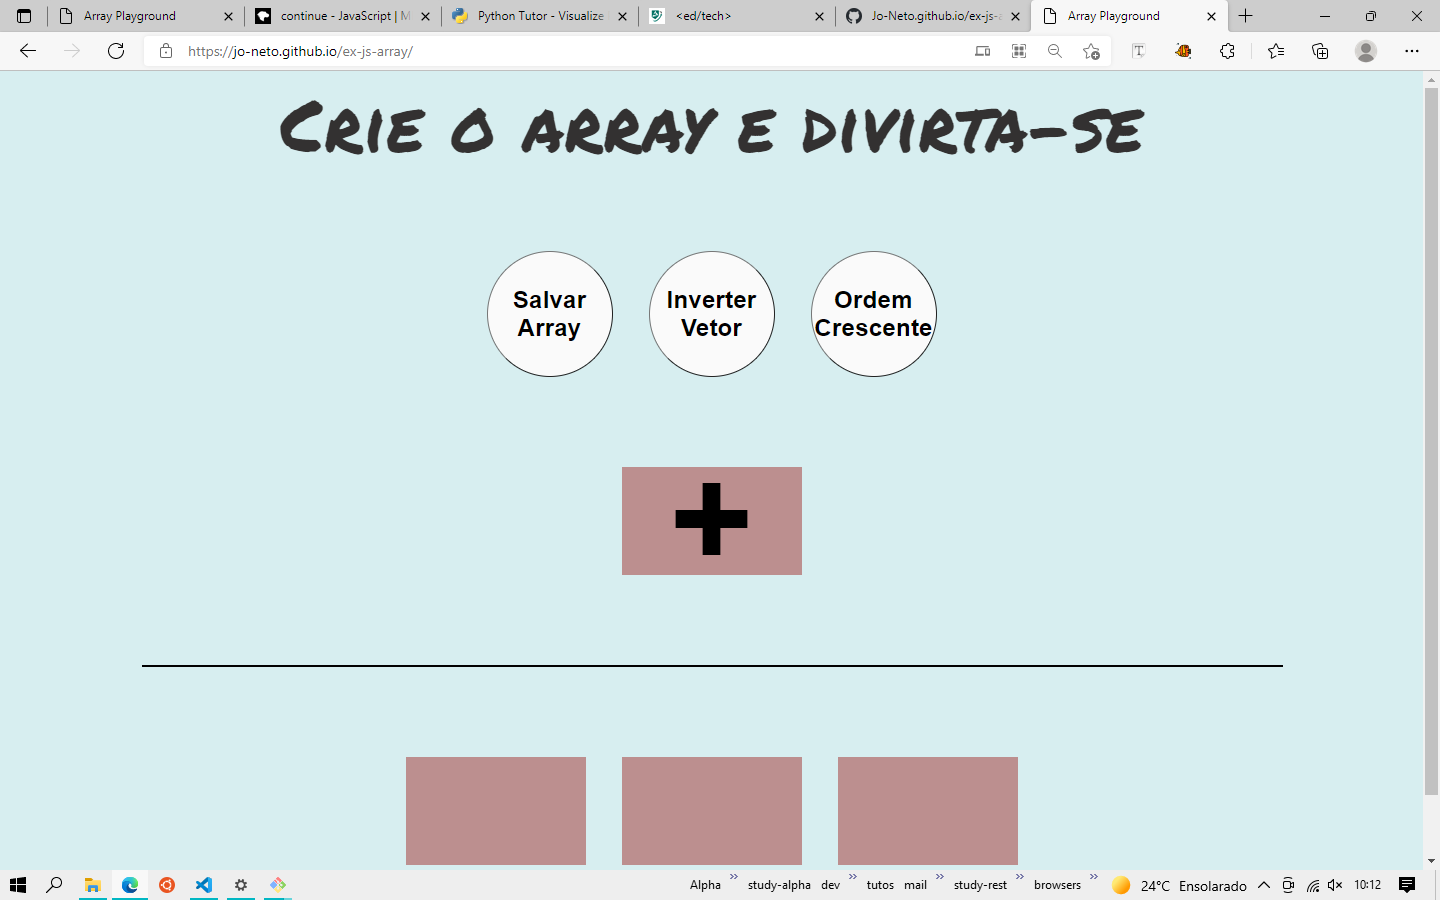 Array Playground
continue - JavaScript | M
Python Tutor - Visualize
<ed/tech>
Jo-Neto.github.io/ex-js-a
Array Playground
https://jo-neto.github.io/ex-js-array/
Crie o array e divirta-se
Salvar
Array
Inverter
Vetor
Ordem
Crescente
+
Alpha
study-alpha
dev
tutos
mail
study-rest
browsers
24°C Ensolarado
10:12